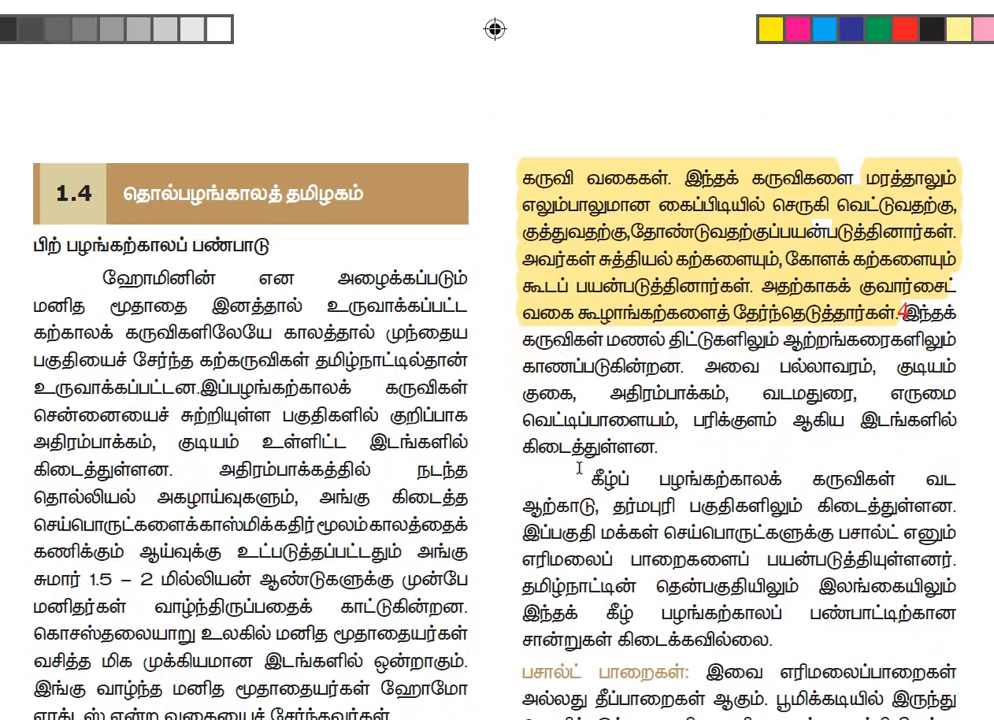 1.4 தொல்பழங்காலத் தமிழகம்
பிற் பழங்கற்காலப் பண்பாடு
ஹோமினின் என அழைக்கப்படும்
மனித மூதாதை இனத்தால் உருவாக்கப்பட்ட
கற்காலக் கருவிகளிலேயே காலத்தால் முந்தைய
பகுதியைச் சேர்ந்த கற்கருவிகள் தமிழ்நாட்டில்தான்
உருவாக்கப்பட்டன.இப்பழங்கற்காலக் கருவிகள்
சென்னையைச் சுற்றியுள்ள பகுதிகளில் குறிப்பாக
அதிரம்பாக்கம், குடியம் உள்ளிட்ட இடங்களில்
கிடைத்துள்ளன. அதிரம்பாக்கத்தில் நடந்த
தொல்லியல் அகழாய்வுகளும், அங்கு கிடைத்த
செய்பொருட்களைக்காஸ்மிக்கதிர்மூலம்காலத்தைக்
கணிக்கும் ஆய்வுக்கு உட்படுத்தப்பட்டதும் அங்கு
சுமார் 1.5 – 2 மில்லியன் ஆண்டுகளுக்கு முன்பே
மனிதர்கள் வாழ்ந்திருப்பதைக் காட்டுகின்றன.
கொசஸ்தலையாறு உலகில் மனித மூதாதையர்கள்
வசித்த மிக முக்கியமான இடங்களில் ஒன்றாகும்.
இங்கு வாழ்ந்த மனித மூதாதையர்கள் ஹோமோ
எரக்டஸ் என்ற வகையைச் சேர்ந்தவர்கள்.
கருவி வகைகள். இந்தக் கருவிகளை மரத்தாலும்
எலும்பாலுமான கைப்பிடியில் செருகி வெட்டுவதற்கு,
குத்துவதற்கு,தோண்டுவதற்குப்பயன்படுத்தினார்கள்.
அவர்கள் சுத்தியல் கற்களையும், கோளக் கற்களையும்
கூடப் பயன்படுத்தினார்கள். அதற்காகக் குவார்சைட்
வகை கூழாங்கற்களைத் தேர்ந்தெடுத்தார்கள்.4இந்தக்
கருவிகள் மணல் திட்டுகளிலும் ஆற்றங்கரைகளிலும்
காணப்படுகின்றன. அவை பல்லாவரம், குடியம்
குகை, அதிரம்பாக்கம், வடமதுரை, எருமை
வெட்டிப்பாளையம், பரிக்குளம் ஆகிய இடங்களில்
கிடைத்துள்ளன.
கீழ்ப் பழங்கற்காலக் கருவிகள் வட
ஆற்காடு, தர்மபுரி பகுதிகளிலும் கிடைத்துள்ளன.
இப்பகுதி மக்கள் செய்பொருட்களுக்கு பசால்ட் எனும்
எரிமலைப் பாறைகளைப் பயன்படுத்தியுள்ளனர்.
தமிழ்நாட்டின் தென்பகுதியிலும் இலங்கையிலும்
இந்தக் கீழ் பழங்கற்காலப் பண்பாட்டிற்கான
சான்றுகள் கிடைக்கவில்லை.
பசால்ட் பாறைகள்: இவை எரிமலைப்பாறைகள்
அல்லது தீப்பாறைகள் ஆகும். பூமிக்கடியில் இருந்து